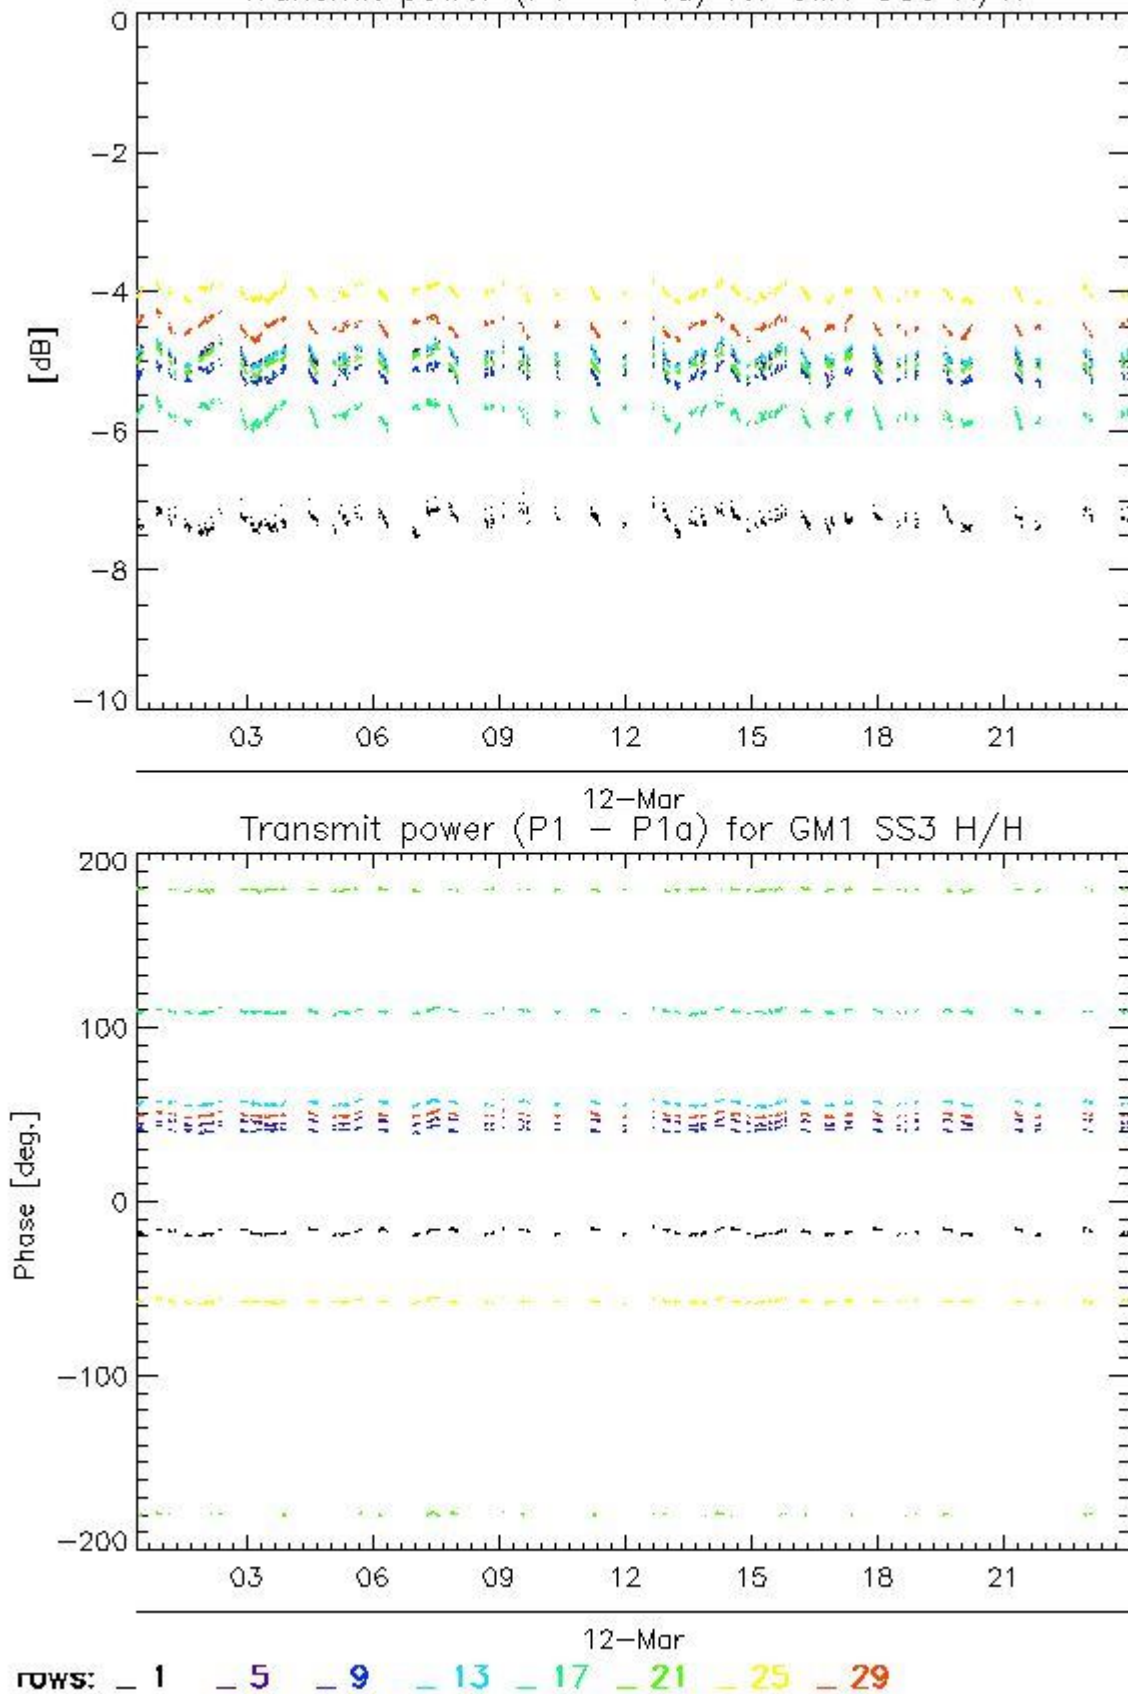 0
−2
−4
−6
−8
−10
[dB]
03 06 09 12 15 18 21
12−Mar
Transmit power (P1 − P1a) for GM1 SS3 H/H
200
100
0
−100
−200
Phase [deg.]
03 06 09 12 15 18 21
12−Mar
rows: _ 1 _ 5 _ 9 _ 13 _ 17 _ 21 _ 25 _ 29